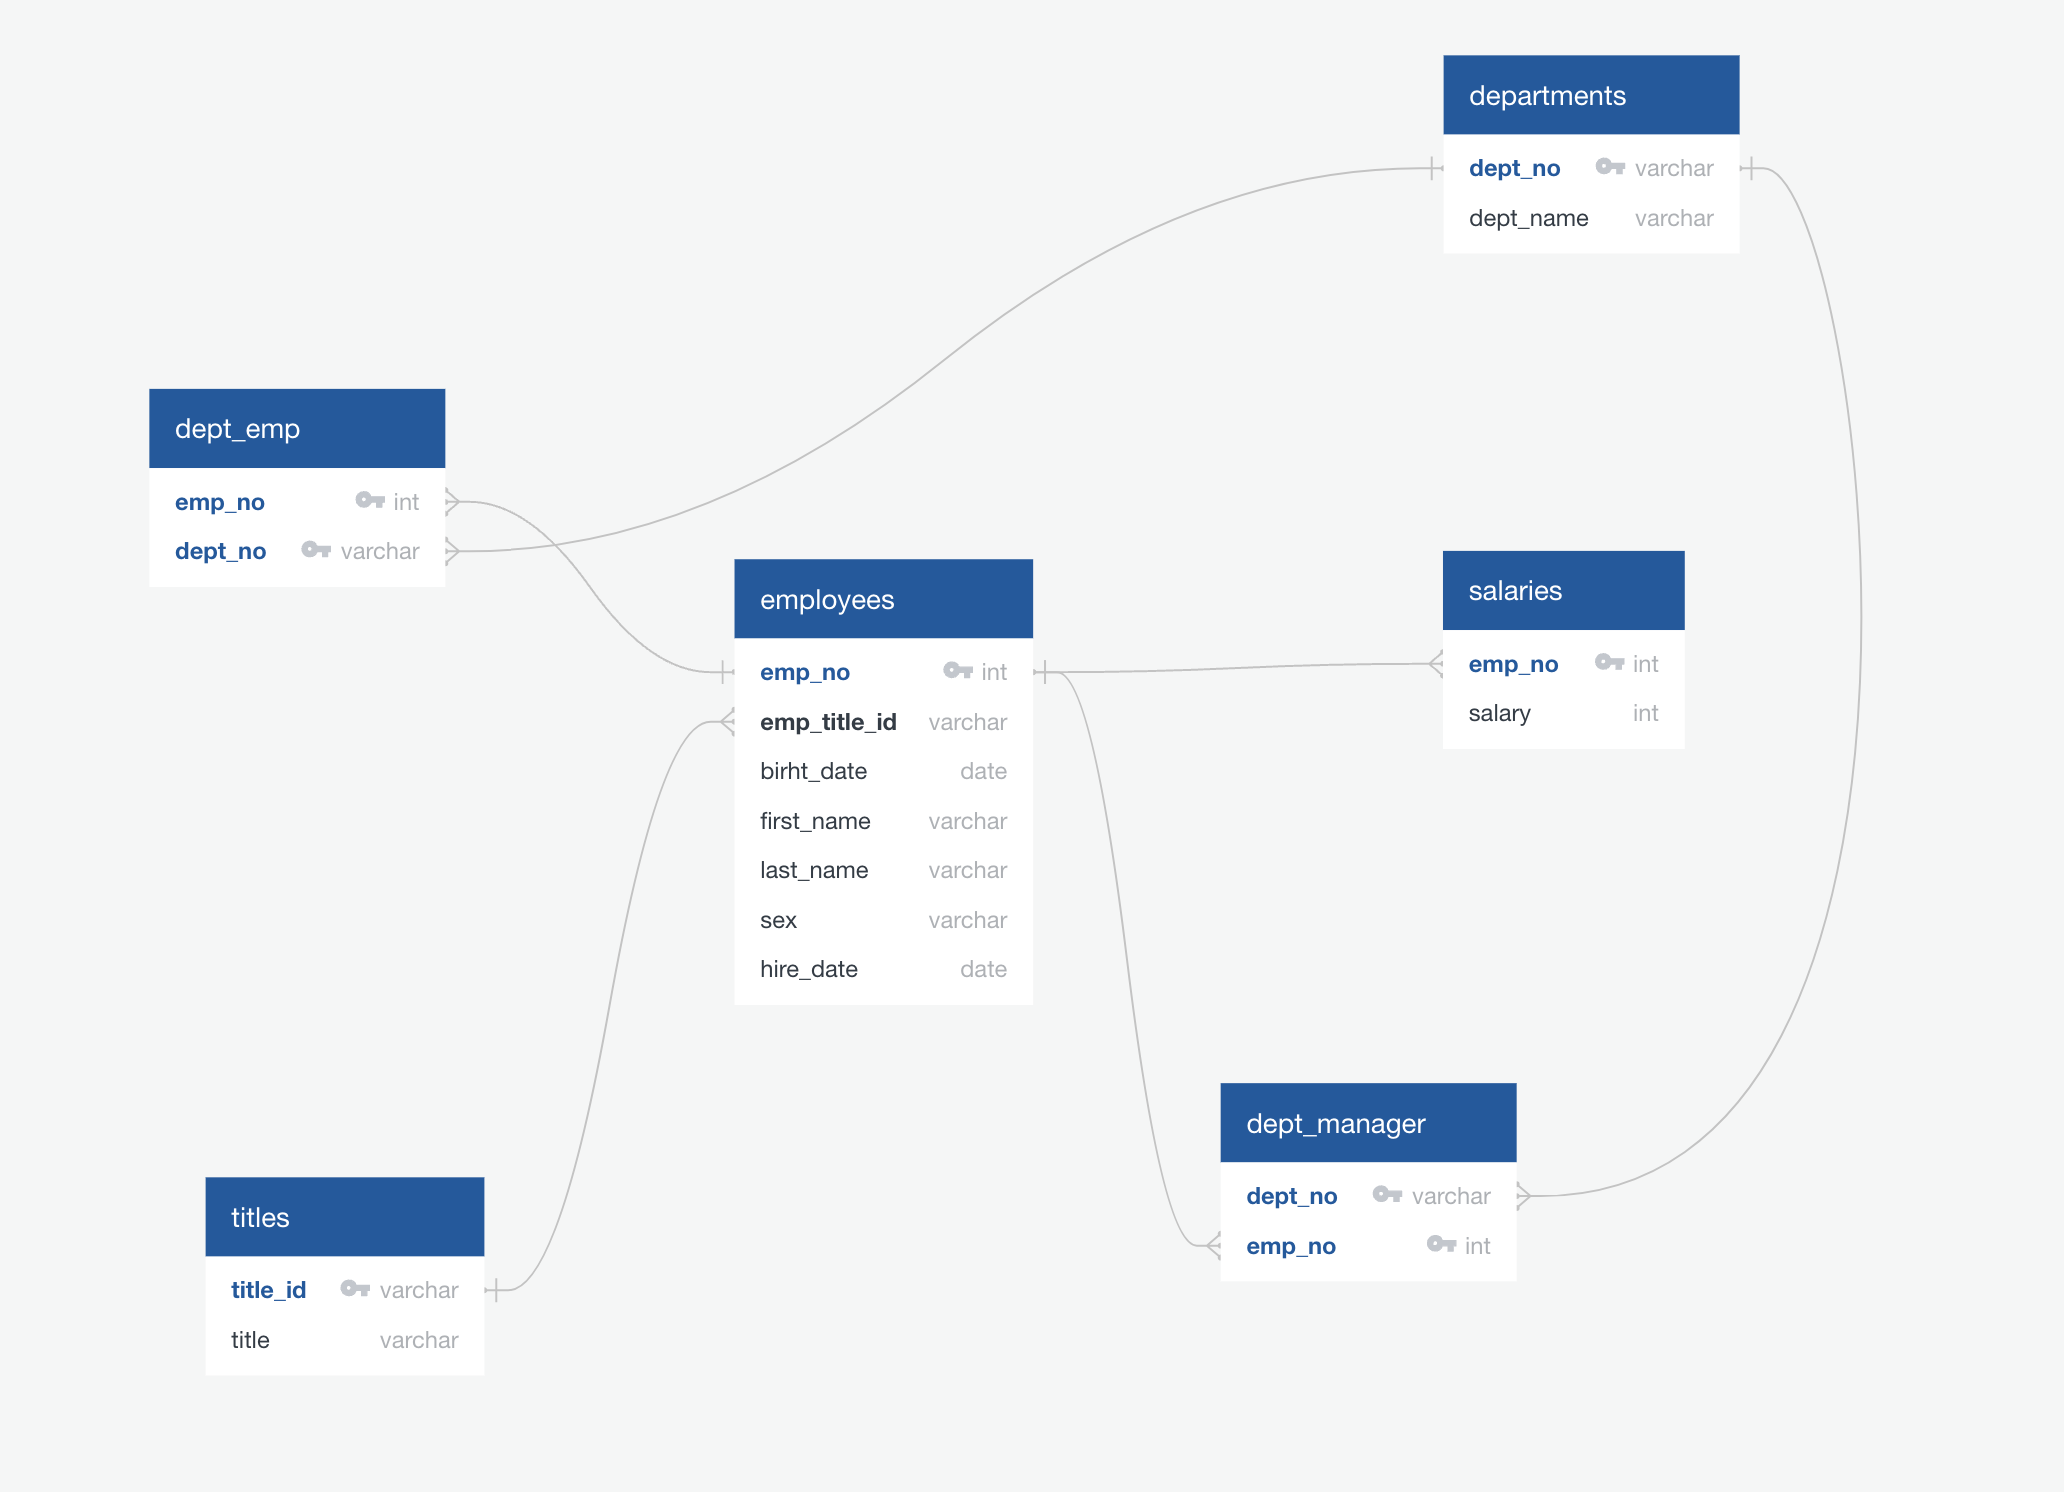 departments
dept_no varchar
dept_name varchar
dept_emp
emp_no int
dept_no varchar
employees
emp_no int
emp_title_id varchar
birht_date date
first_name varchar
last_name varchar
sex varchar
hire_date date
salaries
emp_no int
salary int
dept_manager
dept_no varchar
emp_no int
titles
title_id varchar
title varchar